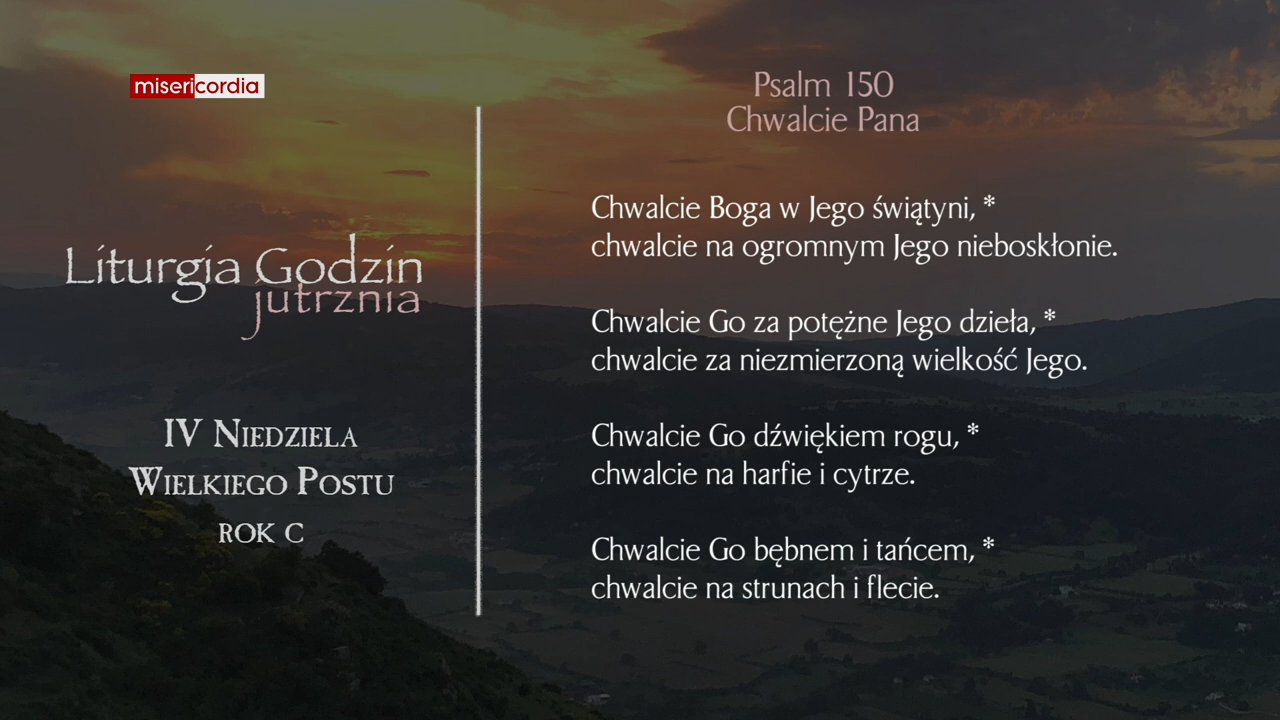 misericordia
Liturgia Godzin
jutrznia
IV Niedziela
Wielkiego Postu
rok C
Psalm 150
Chwalcie Pana
Chwalcie Boga w Jego świątyni, *
chwalcie na ogromnym Jego nieboskłonie.
Chwalcie Go za potężne Jego dzieła, *
chwalcie za niezmierzoną wielkość Jego.
Chwalcie Go dźwiękiem rogu, *
chwalcie na harfie i cytrze.
Chwalcie Go bębnem i tańcem, *
chwalcie na strunach i flecie.